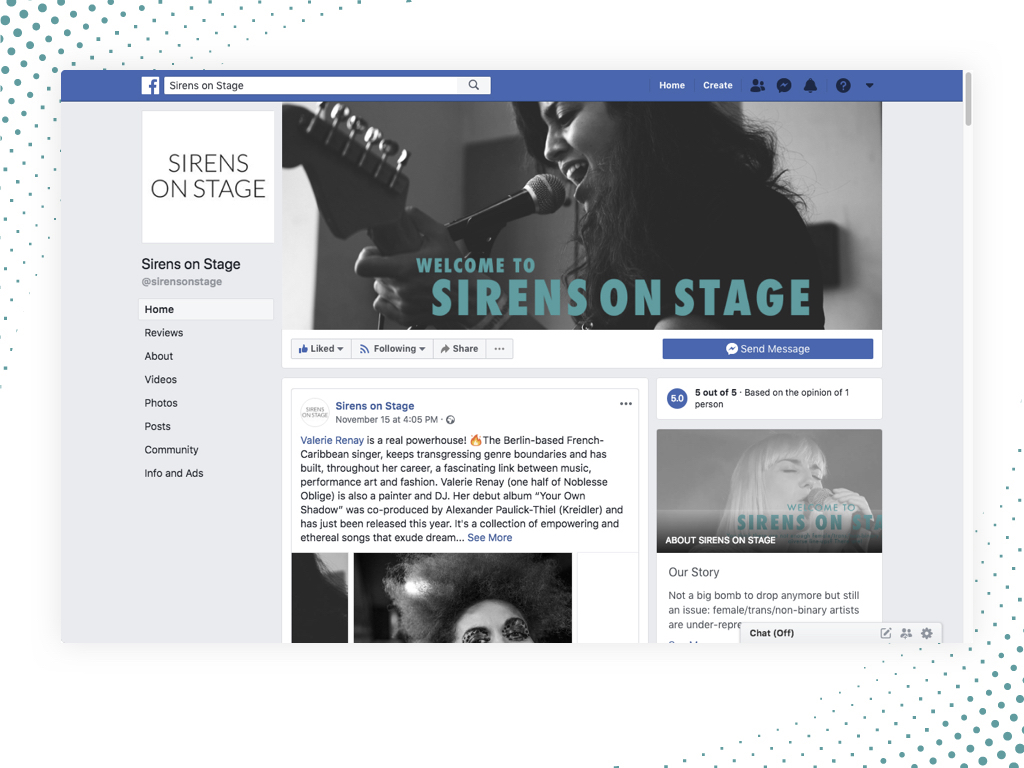 Sirens on Stage
Home
Create
SIRENS
ON STAGE
Sirens on Stage
@sirensonstage
Home
Reviews
About
Videos
Photos
Posts
Community
Info and Ads
WELCOME TO
SIRENS ON STAGE
Liked
Following
Share
Send Message
SIRENS
ON STAGE
Sirens on Stage
November 15 at 4:05 PM ·
Valerie Renay is a real powerhouse! 🔥The Berlin-based French-
Caribbean singer, keeps transgressing genre boundaries and has
built, throughout her career, a fascinating link between music,
performance art and fashion. Valerie Renay (one half of Noblesse
Oblige) is also a painter and DJ. Her debut album “Your Own
Shadow” was co-produced by Alexander Paulick-Thiel (Kreidler) and
has just been released this year. It's a collection of empowering and
ethereal songs that exude dream... See More
5.0
5 out of 5 · Based on the opinion of 1
person
WELCOME TO
SIRENS ON STA
ABOUT SIRENS ON STAGE
Our Story
Not a big bomb to drop anymore but still
an issue: female/trans/non-binary artists
are under-repre
Chat (Off)